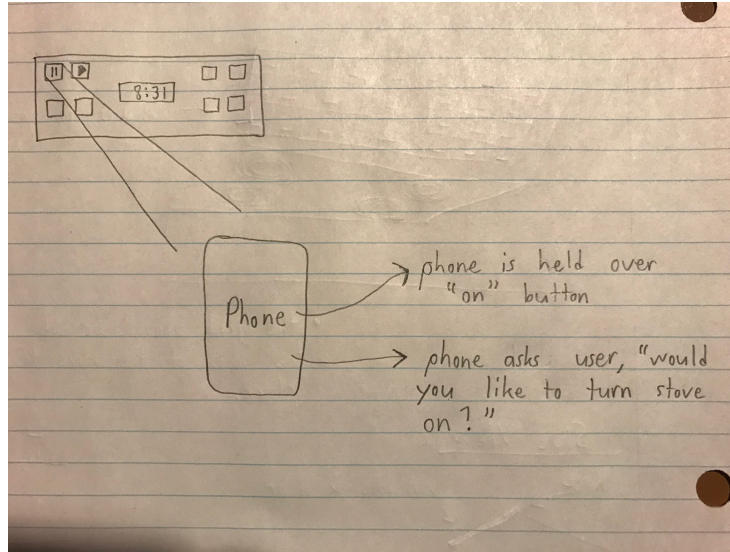 8:31
Phone
phone is held over
"on" button
phone asks user, "would
you like to turn stove
on?"